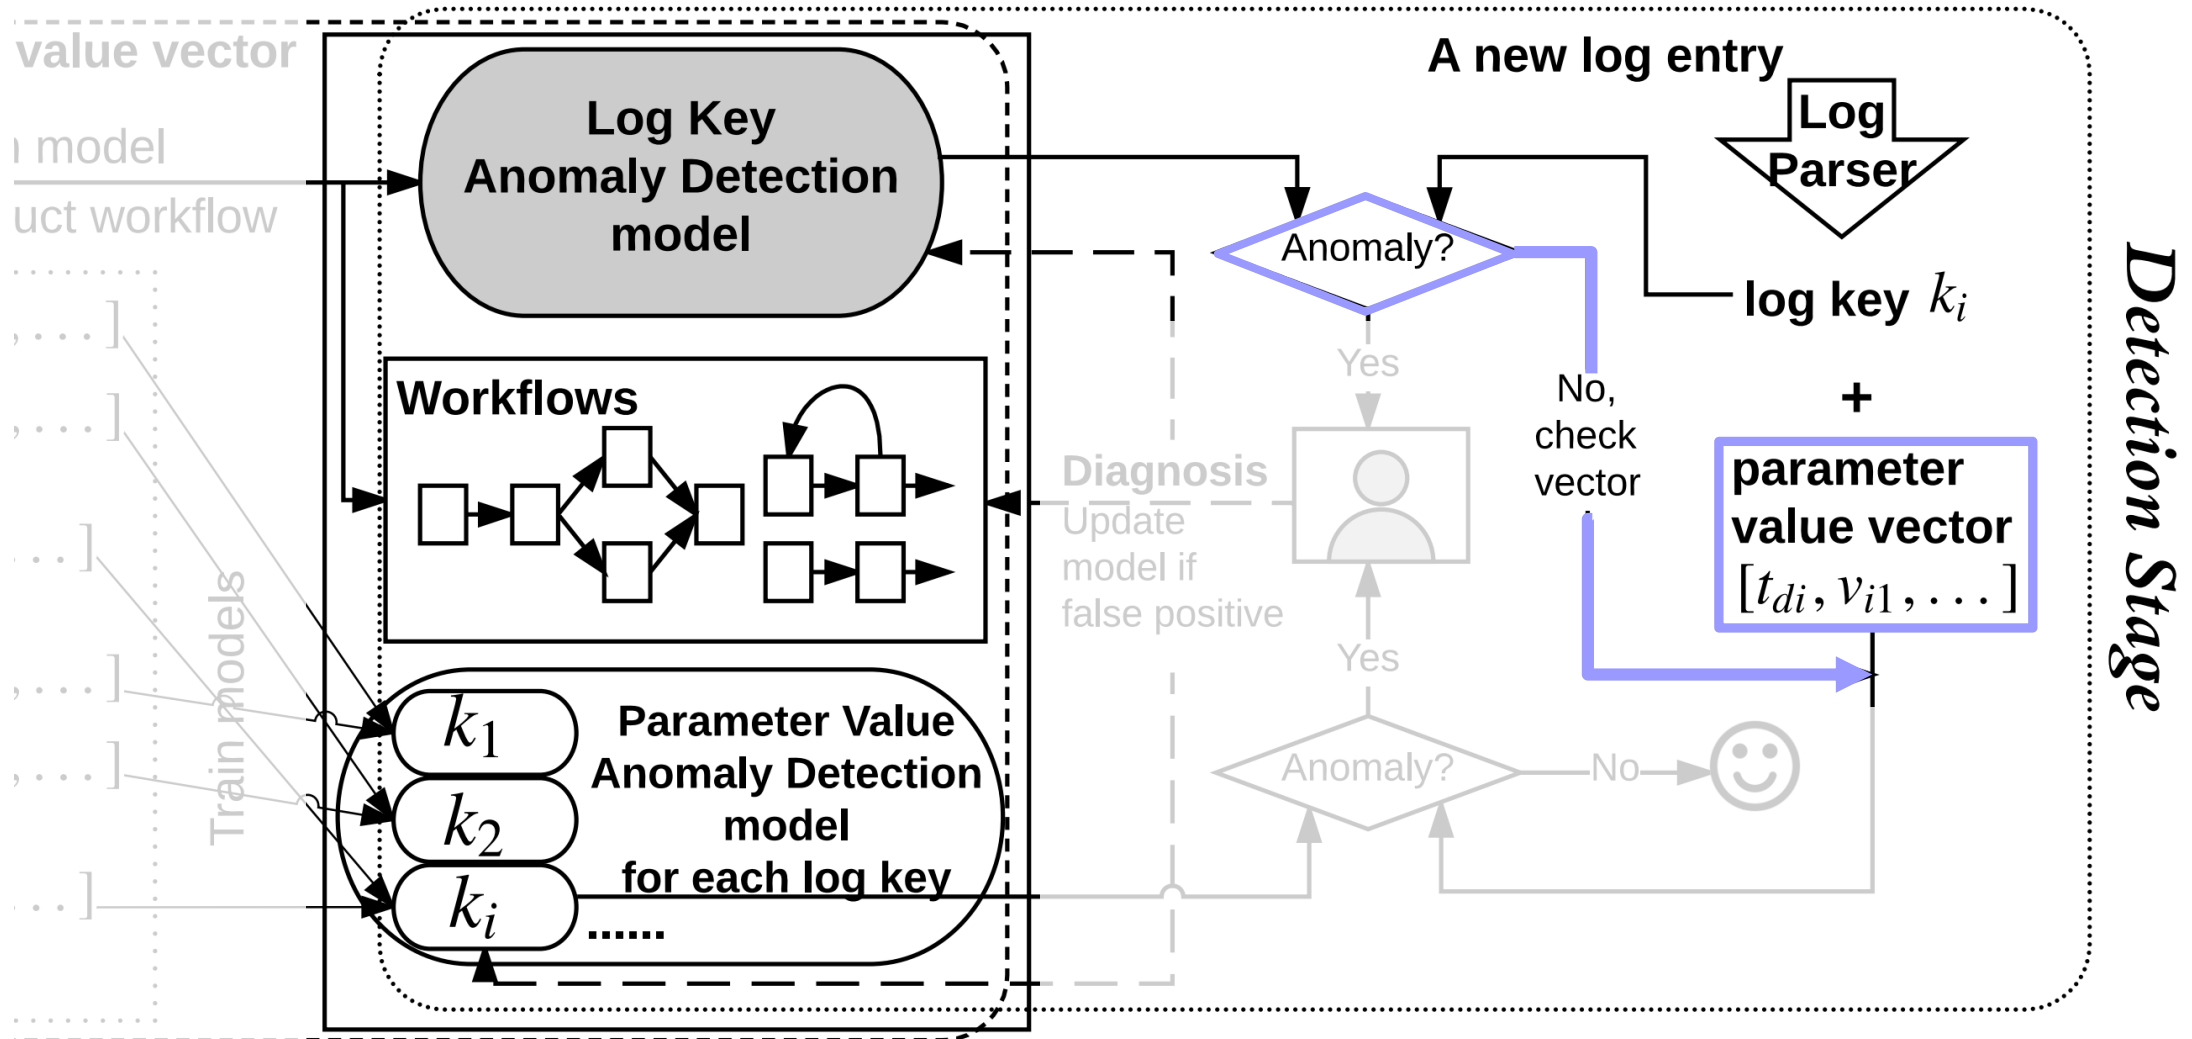 value vector
model
uct workflow
, . . . ]
, . . . ]
. . ]
, . . . ]
, . . . ]
. . ]
Train models
Log Key
Anomaly Detection
model
Workflows
k1
k2
ki
Parameter Value
Anomaly Detection
model
for each log key
......
A new log entry
Log
Parser
log key ki
+
parameter
value vector
[tdi, vi1, . . . ]
Anomaly?
Yes
No,
check
vector
Diagnosis
Update
model if
false positive
Yes
Anomaly?
No
Detection Stage